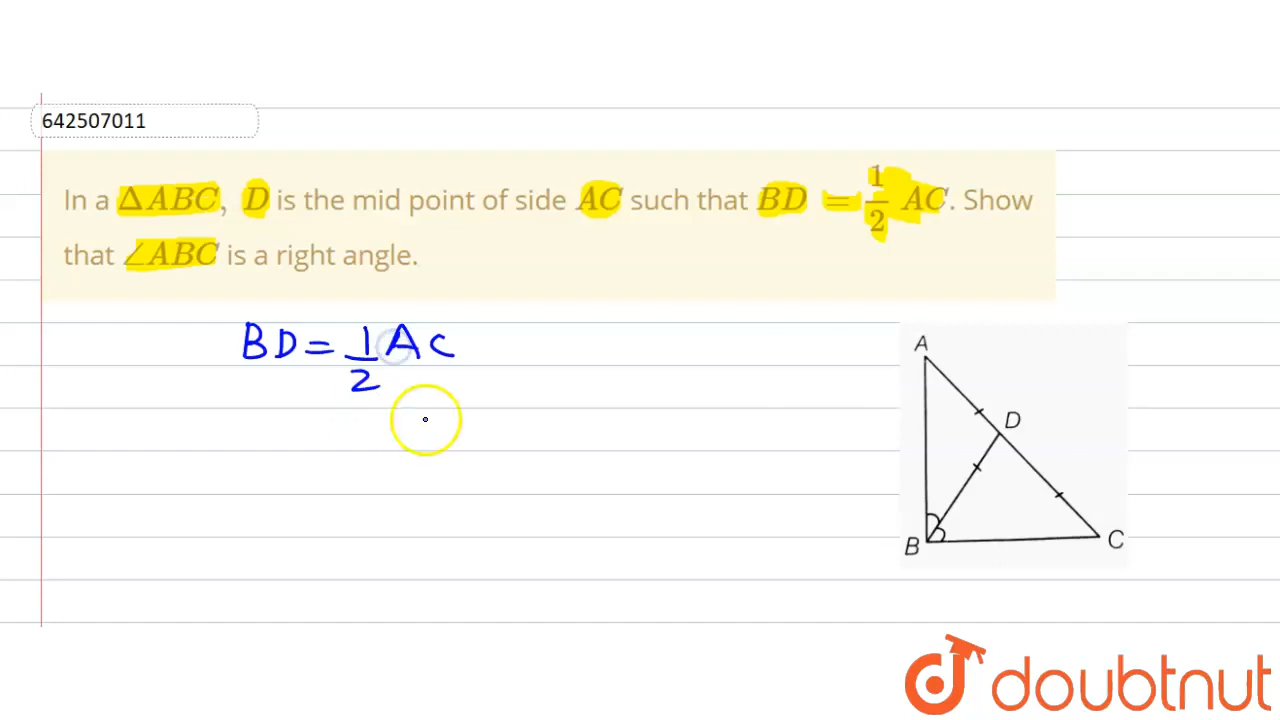 642507011
In a ΔABC, D is the mid point of side AC such that BD = 1/2 AC. Show
that ∠ABC is a right angle.
BD = 1/2 AC
A
D
B
C
doubtnut